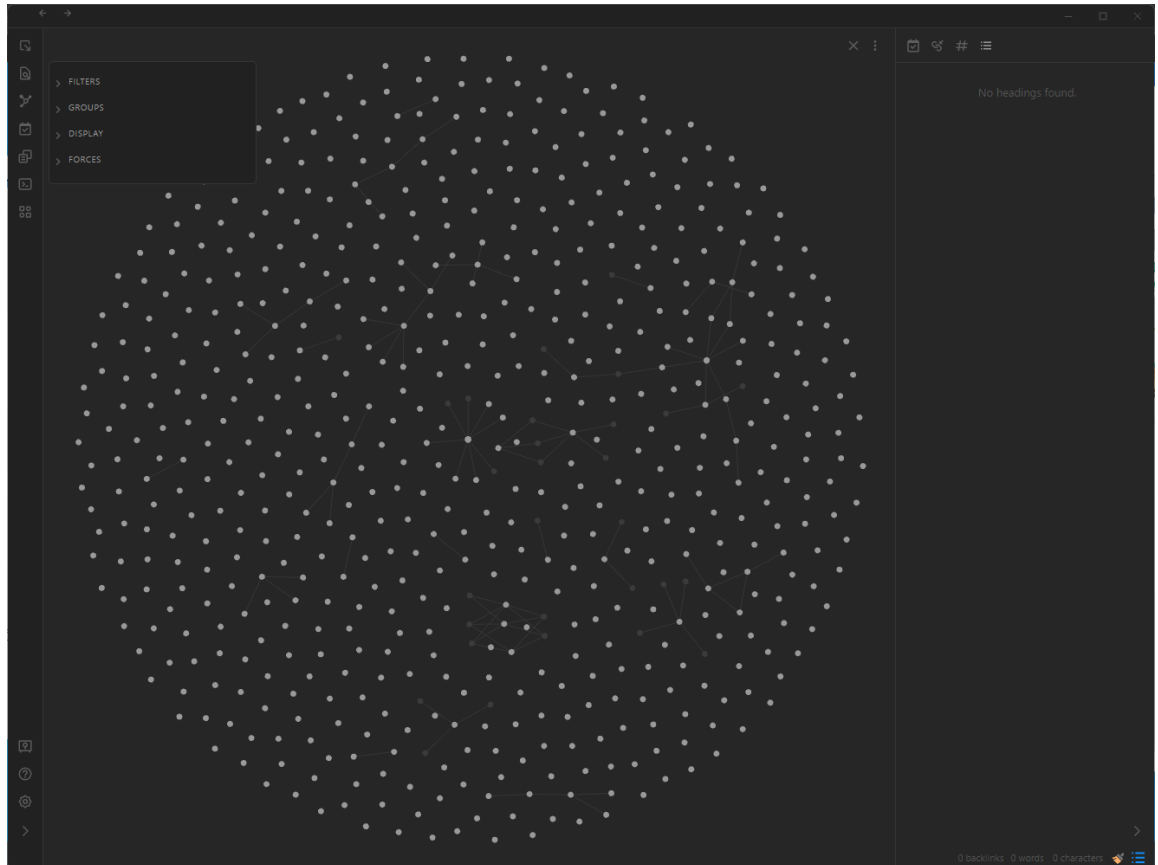 FILTERS
GROUPS
DISPLAY
FORCES
No headings found.
0 backlinks 0 words 0 characters